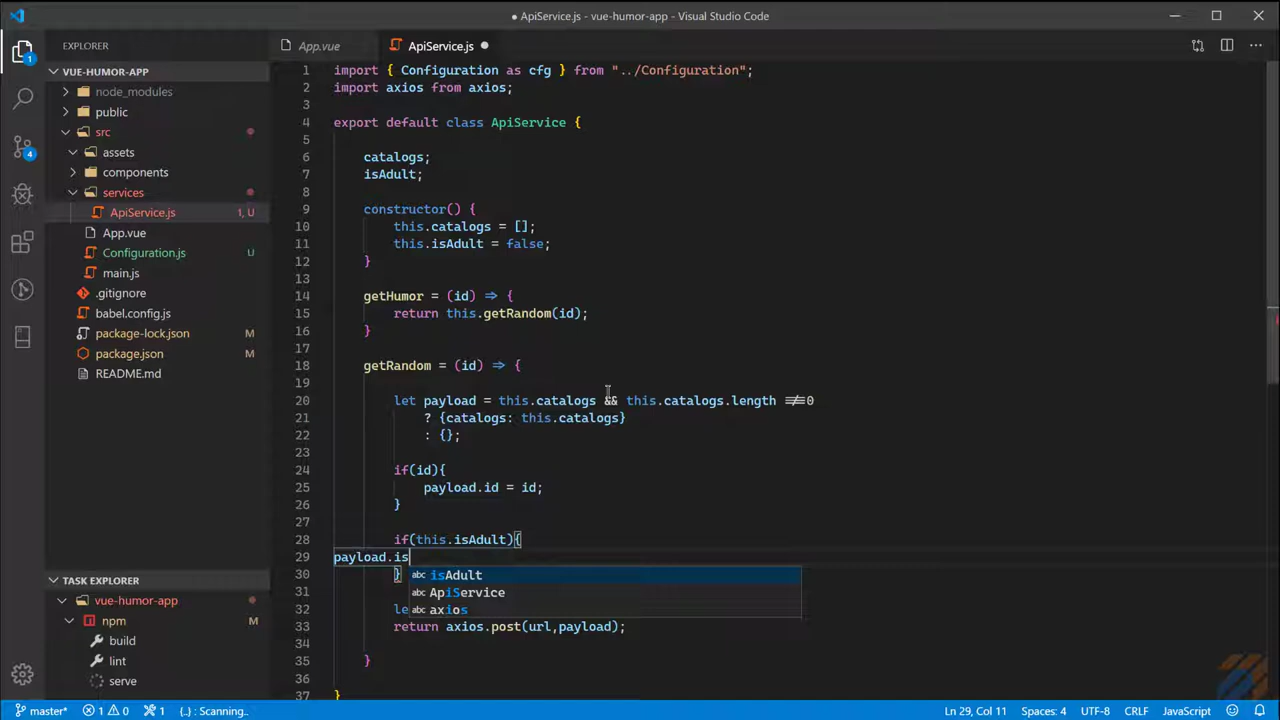 ● ApiService.js - vue-humor-app - Visual Studio Code
EXPLORER
App.vue
ApiService.js ●
VUE-HUMOR-APP
node_modules
public
src
assets
components
services
ApiService.js 1, U
App.vue
Configuration.js U
main.js
.gitignore
babel.config.js
package-lock.json M
package.json M
README.md
TASK EXPLORER
vue-humor-app
npm M
build
lint
serve
1 import { Configuration as cfg } from "../Configuration";
2 import axios from axios;
3
4 export default class ApiService {
5
6 catalogs;
7 isAdult;
8
9 constructor() {
10 this.catalogs = [];
11 this.isAdult = false;
12 }
13
14 getHumor = (id) => {
15 return this.getRandom(id);
16 }
17
18 getRandom = (id) => {
19
20 let payload = this.catalogs && this.catalogs.length !==0
21 ? {catalogs: this.catalogs}
22 : {};
23
24 if(id){
25 payload.id = id;
26 }
27
28 if(this.isAdult){
29 payload.is
30 }
abc isAdult
abc ApiService
abc axios
31
32 le
33 return axios.post(url,payload);
34
35 }
36
37 }
1
4
master* 1 0 1 {..} : Scanning.. Ln 29, Col 11 Spaces: 4 UTF-8 CRLF JavaScript